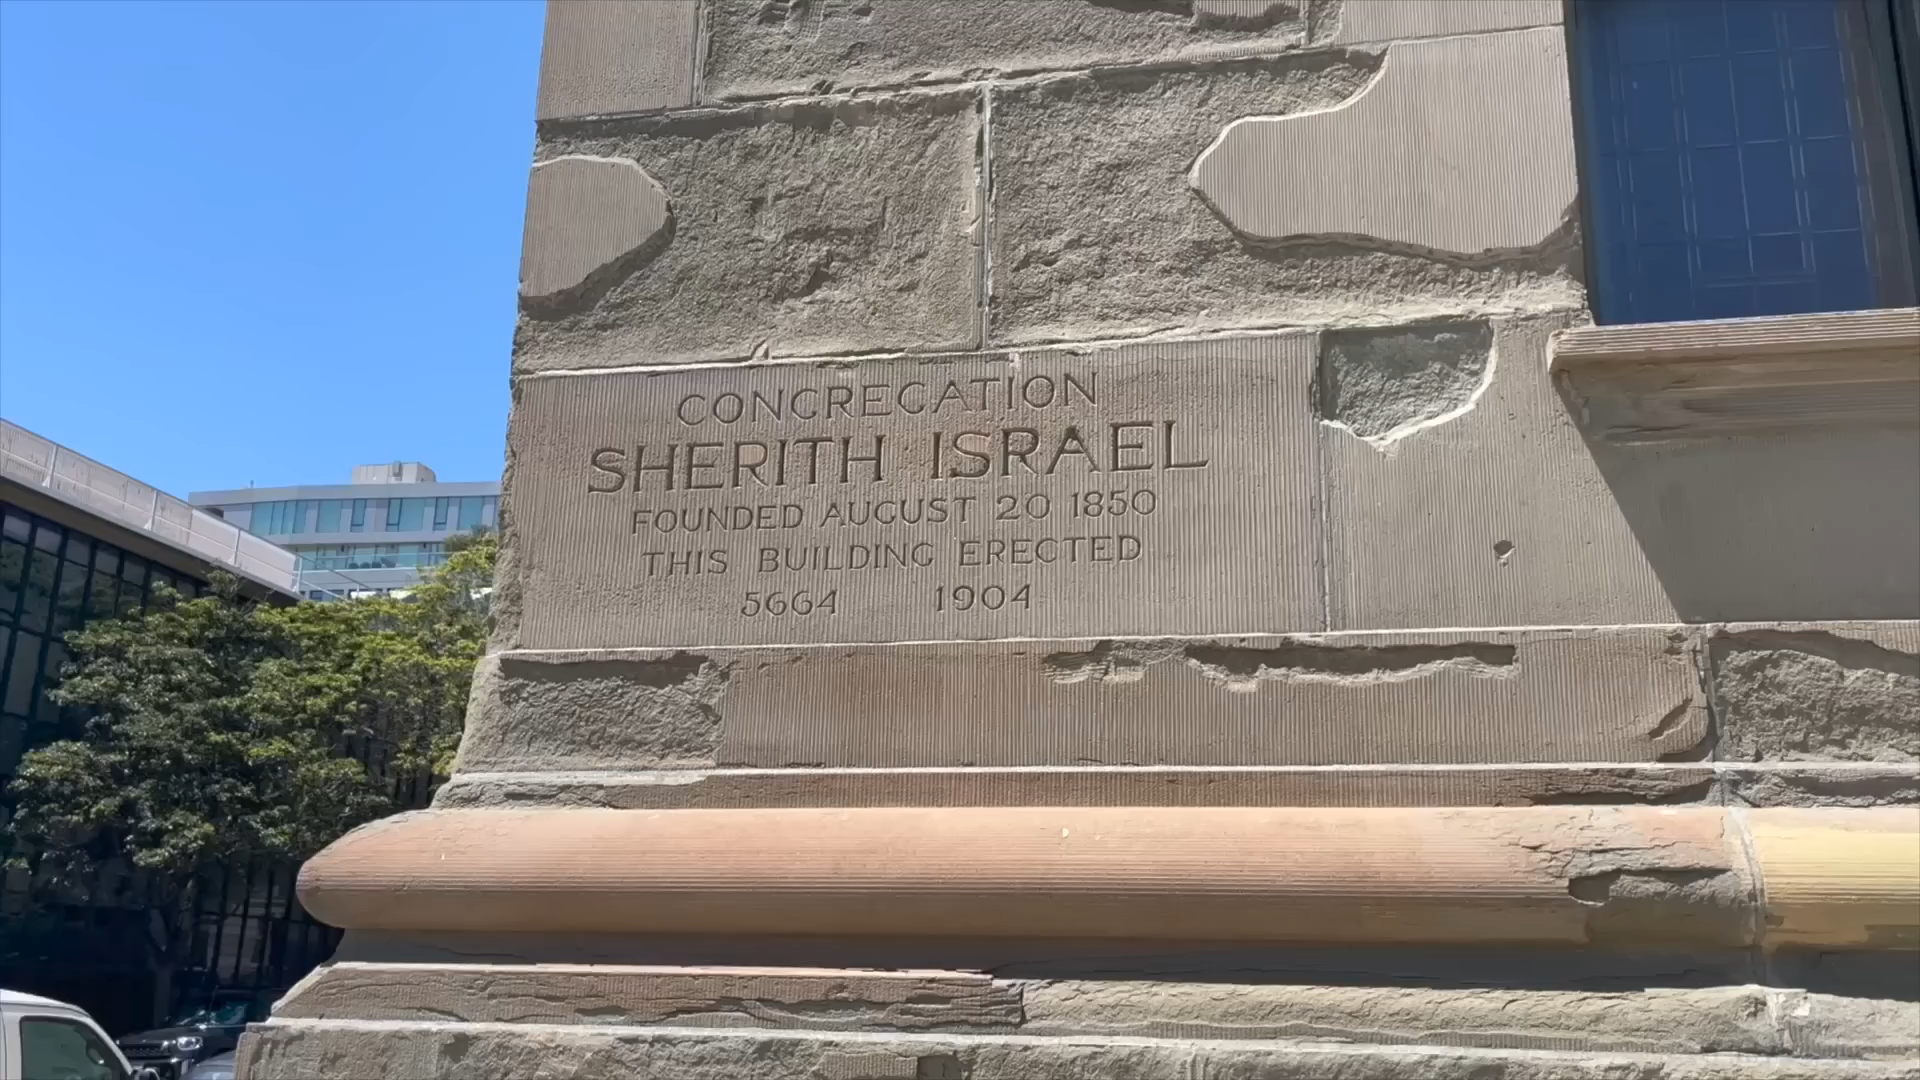 CONGREGATION
SHERITH ISRAEL
FOUNDED AUGUST 20 1850
THIS BUILDING ERECTED
5664 1904